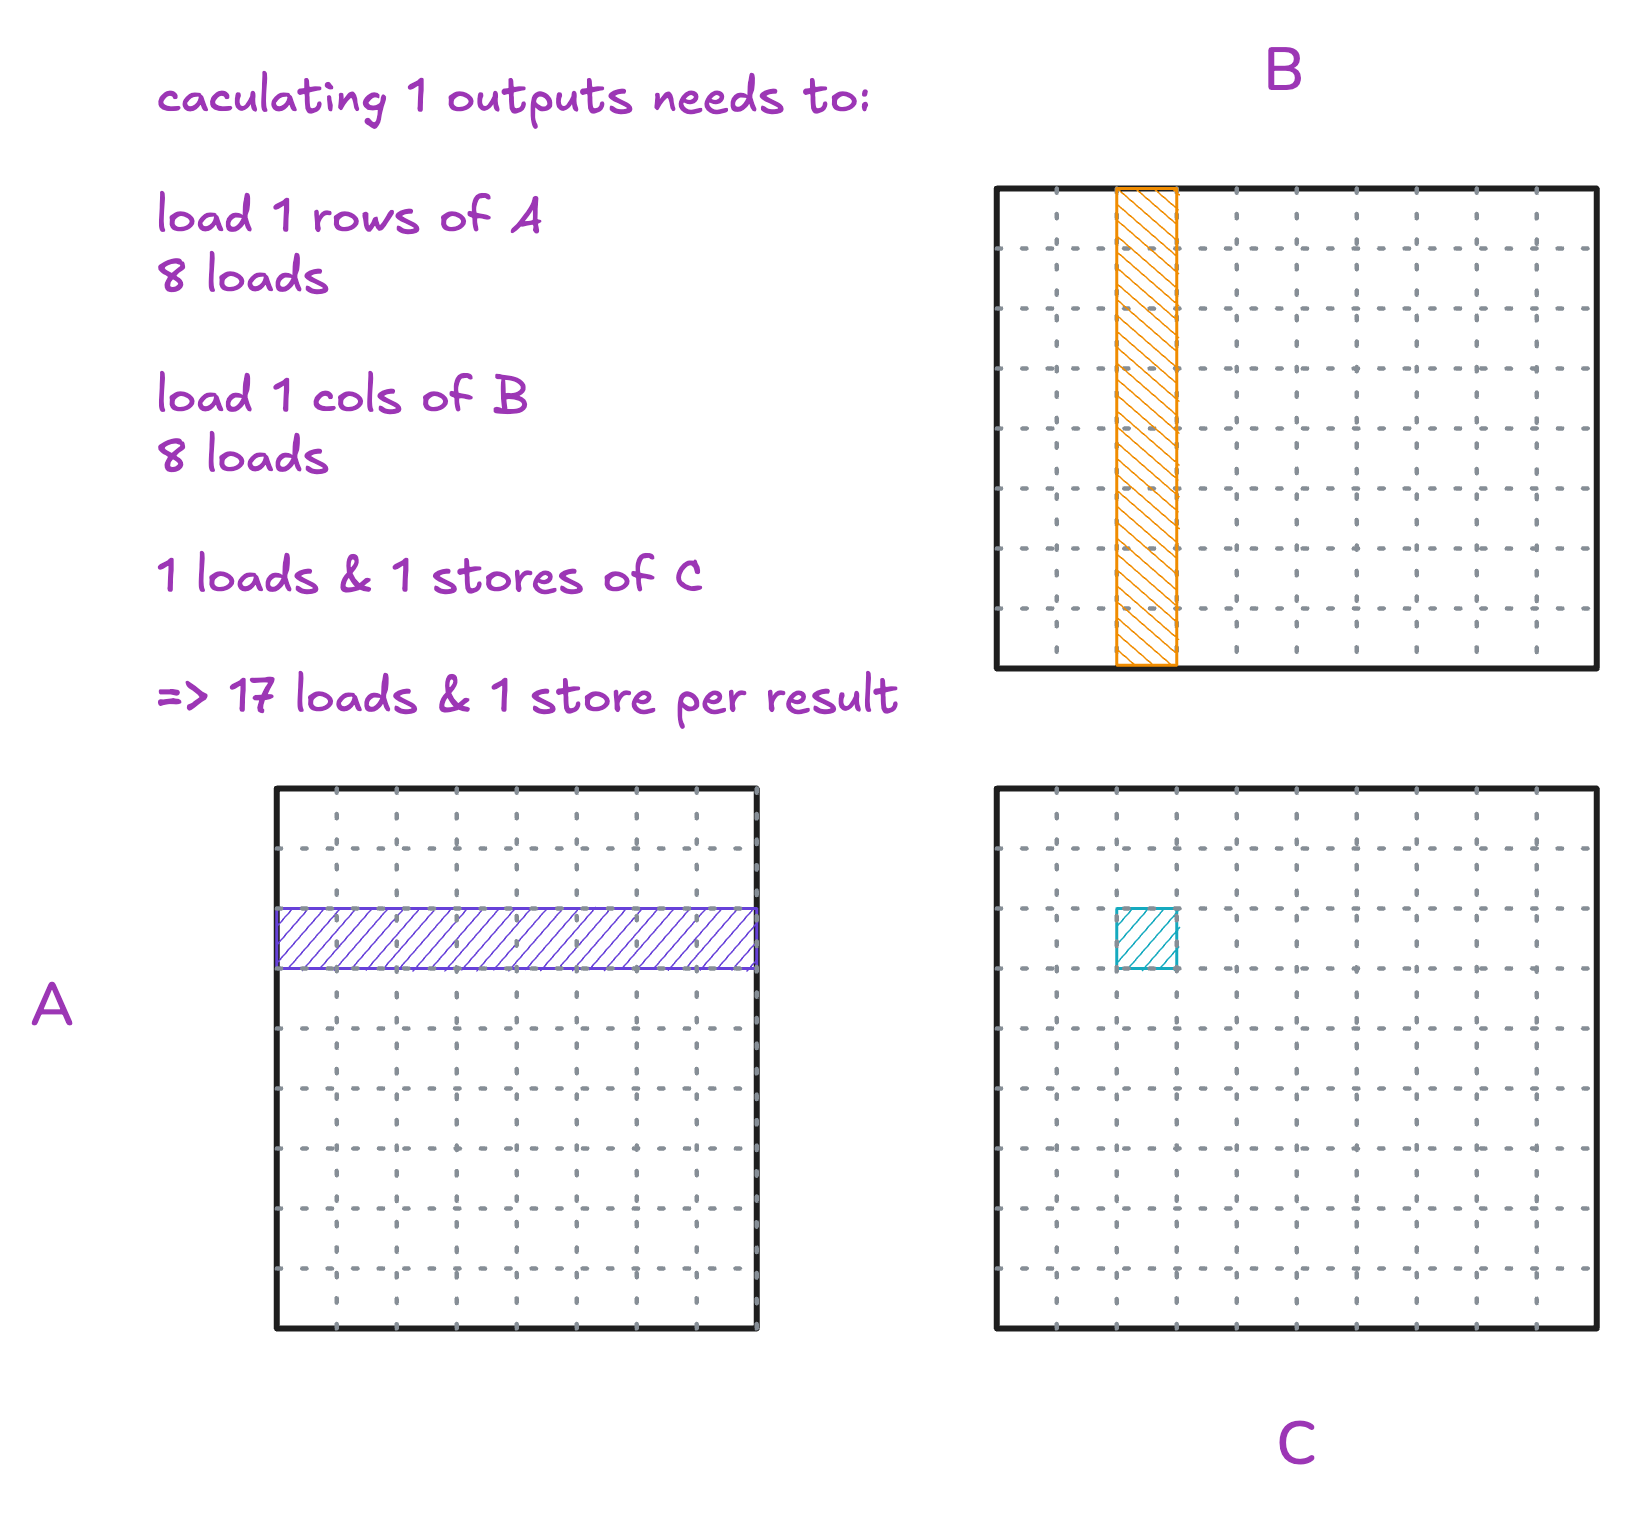 caculating 1 outputs needs to:
load 1 rows of A
8 loads
load 1 cols of B
8 loads
1 loads & 1 stores of C
=> 17 loads & 1 store per result
B
A
C